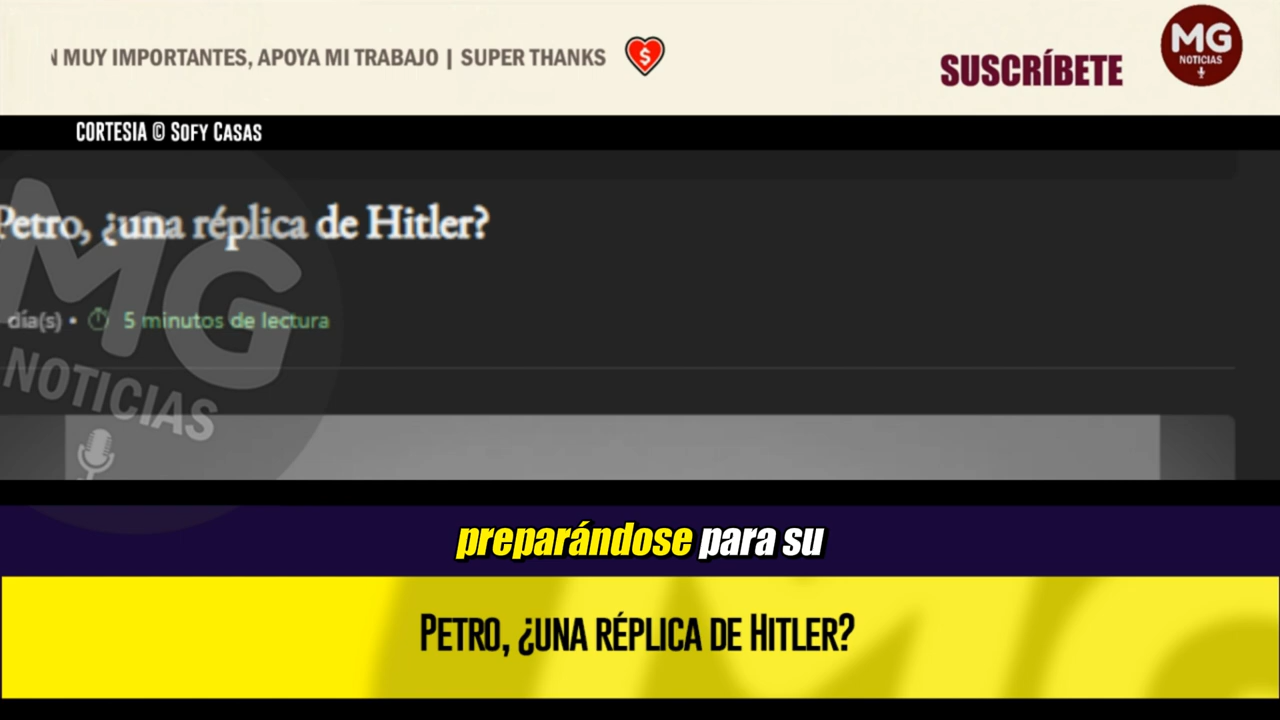 N MUY IMPORTANTES, APOYA MI TRABAJO | SUPER THANKS
SUSCRÍBETE
MG
NOTICIAS
CORTESIA © SOFY CASAS
Petro, ¿una réplica de Hitler?
día(s) • 5 minutos de lectura
MG
NOTICIAS
preparándose para su
PETRO, ¿UNA RÉPLICA DE HITLER?